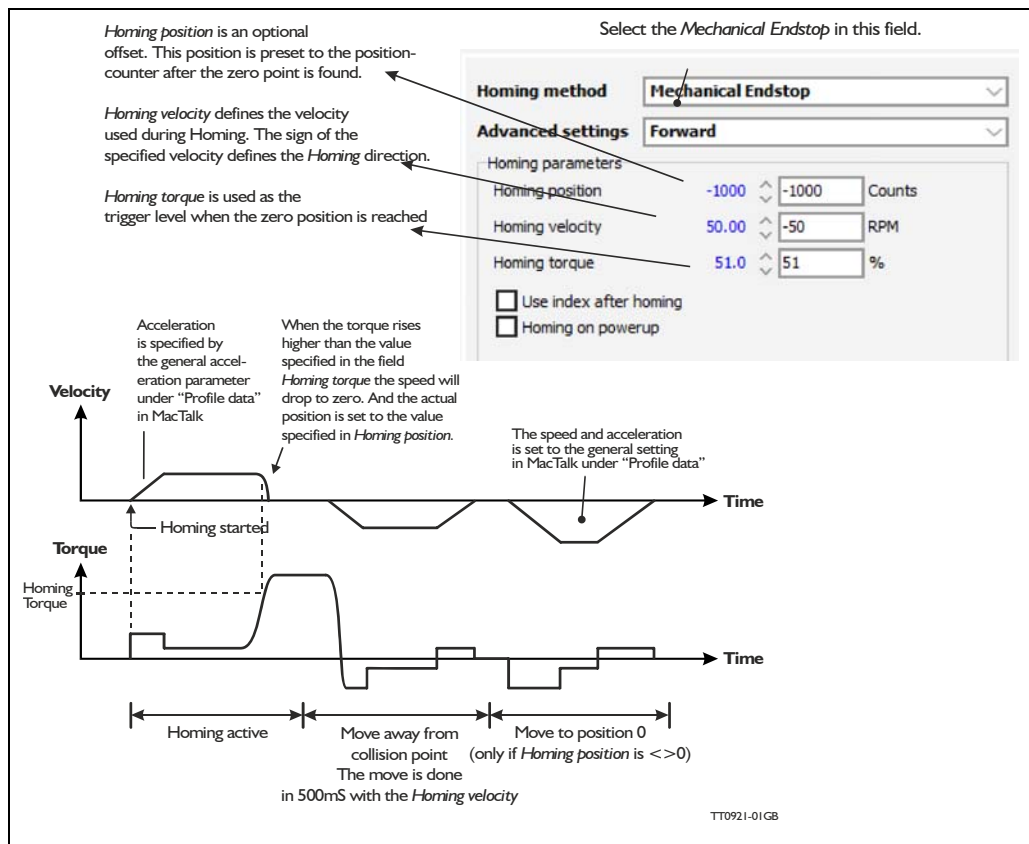 Homing position is an optional
offset. This position is preset to the position-
counter after the zero point is found.
Homing velocity defines the velocity
used during Homing. The sign of the
specified velocity defines the Homing direction.
Homing torque is used as the
trigger level when the zero position is reached
Select the Mechanical Endstop in this field.
Homing method Mechanical Endstop
Advanced settings Forward
Homing parameters
Homing position -1000 -1000 Counts
Homing velocity 50.00 -50 RPM
Homing torque 51.0 51 %
Use index after homing
Homing on powerup
Acceleration
is specified by
the general accel-
eration parameter
under “Profile data”
in MacTalk
When the torque rises
higher than the value
specified in the field
Homing torque the speed will
drop to zero. And the actual
position is set to the value
specified in Homing position.
The speed and acceleration
is set to the general setting
in MacTalk under “Profile data”
Velocity
Time
Homing started
Torque
Homing
Torque
Time
Homing active
Move away from
collision point
The move is done
in 500mS with the Homing velocity
Move to position 0
(only if Homing position is <>0)
TT0921-01GB